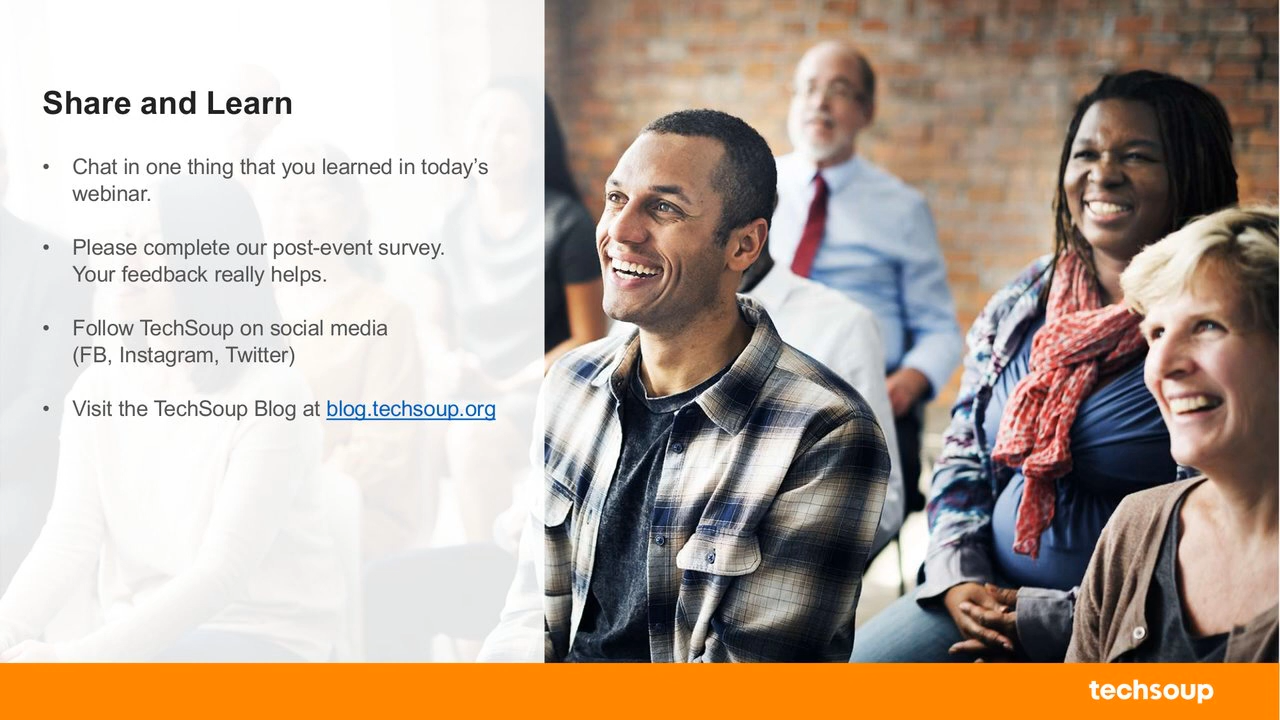 Share and Learn
• Chat in one thing that you learned in today’s
webinar.
• Please complete our post-event survey.
Your feedback really helps.
• Follow TechSoup on social media
(FB, Instagram, Twitter)
• Visit the TechSoup Blog at blog.techsoup.org
techsoup